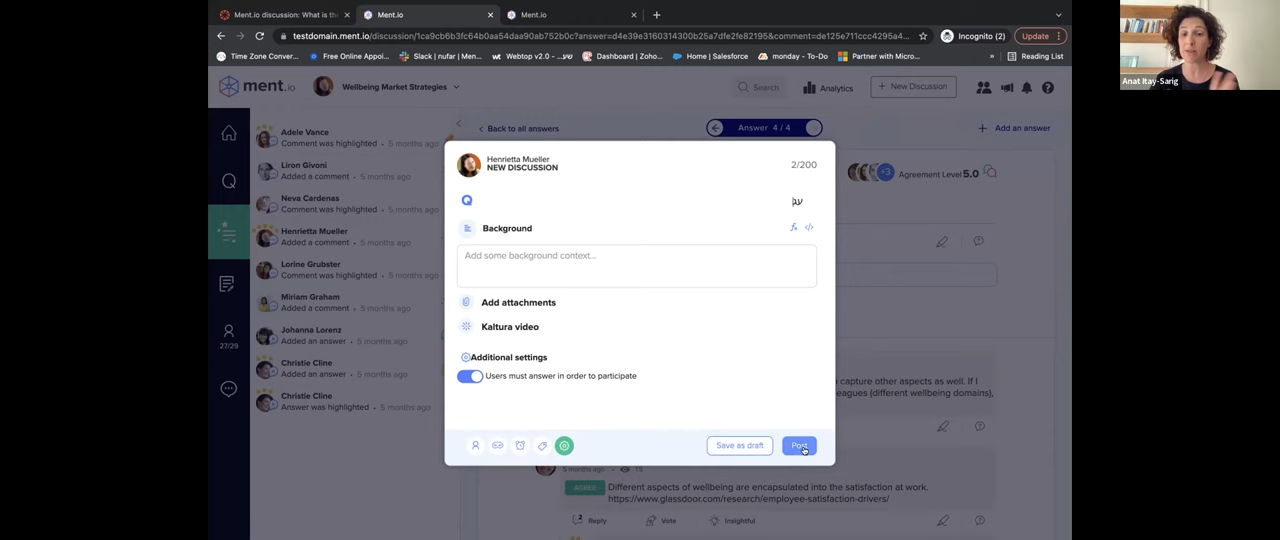 Ment.io discussion: What is th
Ment.io
Ment.io
testdomain.ment.io/discussion/1ca9cb6b3fc64b0aa54daa90ab752b0c?answer=d4e39e3160314300b25a7dfe2fe82195&comment=de125e711ccc4295a4...
Incognito (2)
Update
Time Zone Conver...
Free Online Appoi...
Slack | nufar | Men...
Webtop v2.0 - ...שע
Dashboard / Zoho...
Home | Salesforce
monday - To-Do
Partner with Micro...
»
Reading List
Anat Itay-Sarig
ment.io
Wellbeing Market Strategies
Search
Analytics
+ New Discussion
Adele Vance
Comment was highlighted • 5 months ago
Liron Givoni
Added a comment • 5 months ago
Neva Cardenas
Comment was highlighted • 5 months ago
Henrietta Mueller
Added a comment • 5 months ago
Lorine Grubster
Comment was highlighted • 5 months ago
Miriam Graham
Added a comment • 5 months ago
Johanna Lorenz
Added an answer • 5 months ago
Christie Cline
Added an answer • 5 months ago
Christie Cline
Answer was highlighted • 5 months ago
27/29
Back to all answers
Answer 4 / 4
+ Add an answer
+3
Agreement Level 5.0
Henrietta Mueller
NEW DISCUSSION
2/200
Q
עג
Background
Add some background context...
Add attachments
Kaltura video
Additional settings
Users must answer in order to participate
Save as draft
Post
capture other aspects as well. If I
leagues (different wellbeing domains),
5 months ago • 15
AGREE
Different aspects of wellbeing are encapsulated into the satisfaction at work.
https://www.glassdoor.com/research/employee-satisfaction-drivers/
2
Reply
Vote
Insightful